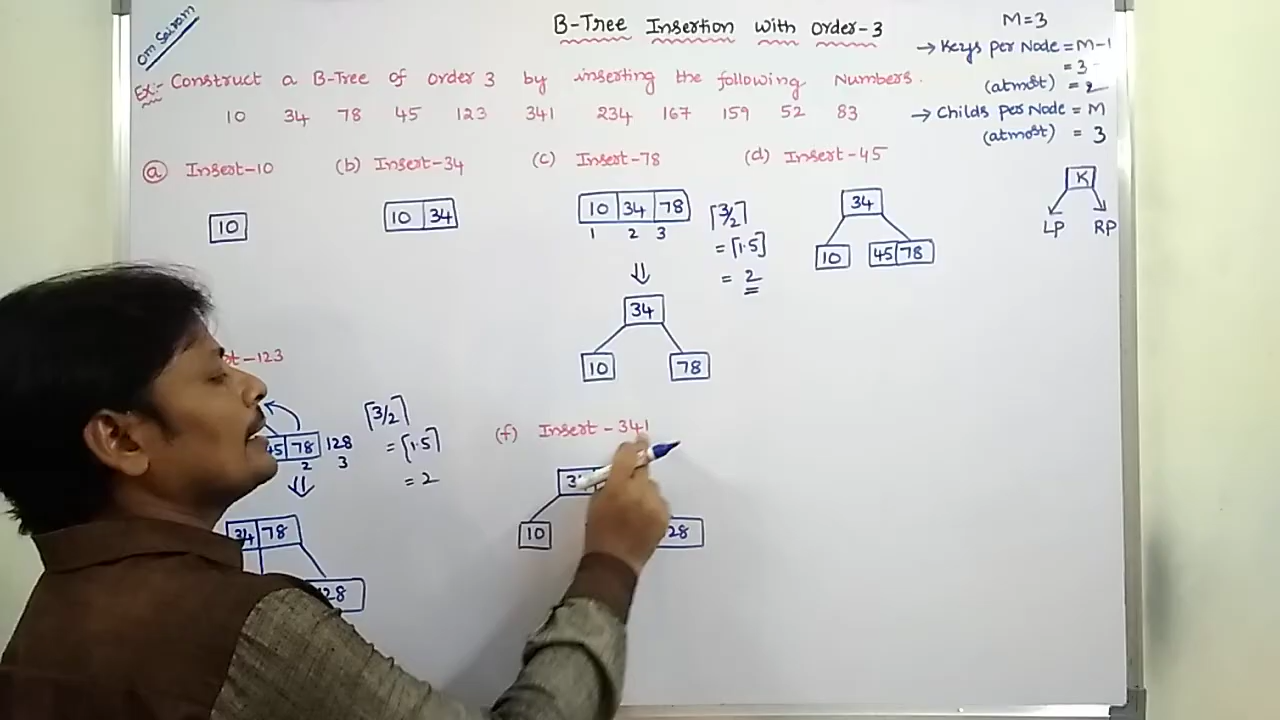 Om Sairam
B-Tree Insertion with order-3
M=3
→ Keys per Node = M-1
= 3-
(atmost) = 2
Ex:- Construct a B-Tree of order 3 by inserting the following Numbers.
10 34 78 45 123 341 234 167 159 52 83
→ Childs per Node = M
(atmost) = 3
(a) Insert-10 (b) Insert-34 (c) Insert-78 (d) Insert-45
10
10 34
10 34 78
1 2 3
⌈3/2⌉
= ⌈1.5⌉
= 2
34
10 78
34
10 45 78
K
LP RP
-123
78 128
2 3
⌈3/2⌉
= ⌈1.5⌉
= 2
34 78
(f) Insert-341
10